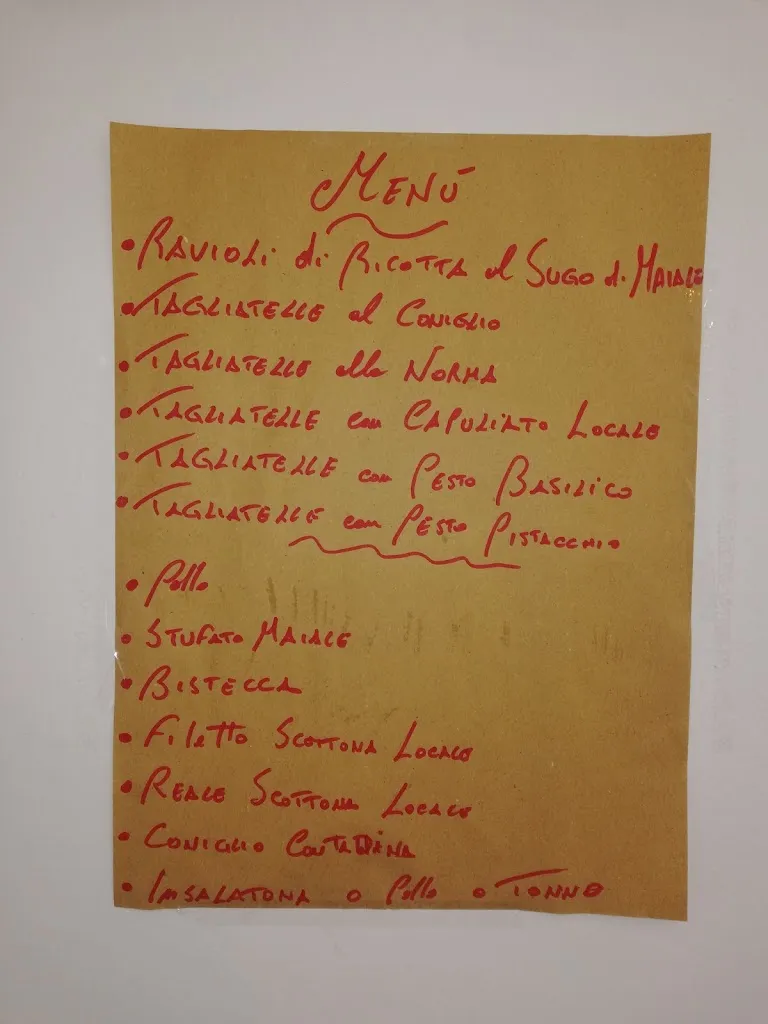 MENÙ
• RAVIOLI di RICOTTA al SUGO di MAIALE
• TAGLIATELLE al CONIGLIO
• TAGLIATELLE alla NORMA
• TAGLIATELLE con CAPULIATO LOCALE
• TAGLIATELLE con PESTO BASILICO
• TAGLIATELLE con PESTO PISTACCHIO
• Pollo
• STUFATO MAIALE
• BISTECCA
• FilETTO SCOTTONA LOCALE
• REALE SCOTTONA LOCALE
• CONIGLIO CONTADINA
• INSALATONA o Pollo o TONNO